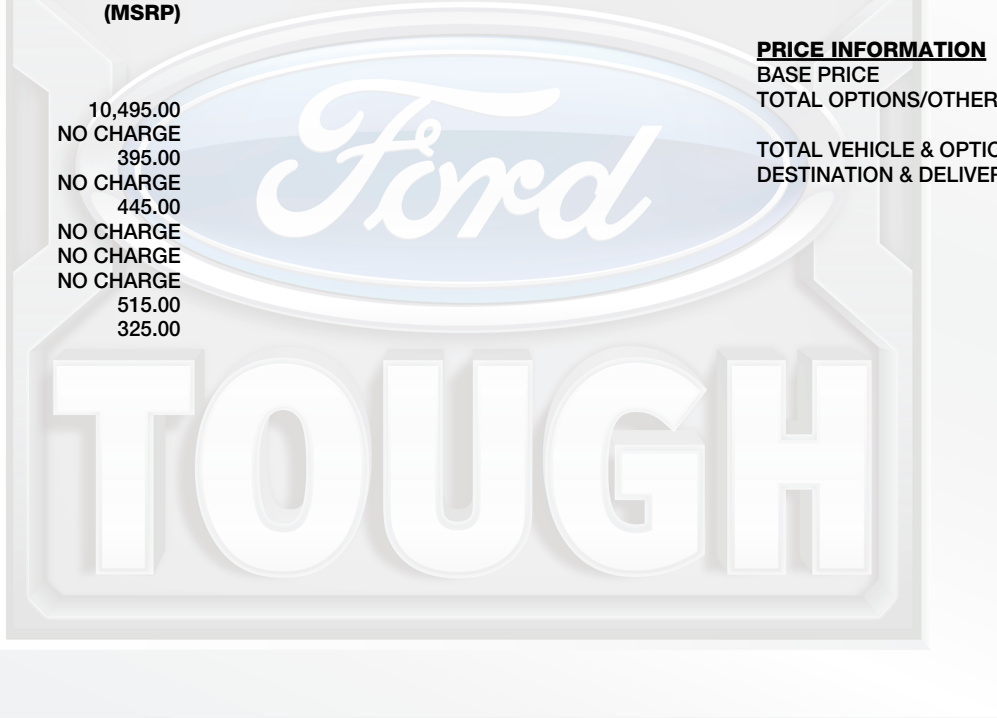 (MSRP)
10,495.00
NO CHARGE
395.00
NO CHARGE
445.00
NO CHARGE
NO CHARGE
NO CHARGE
515.00
325.00
PRICE INFORMATION
BASE PRICE
TOTAL OPTIONS/OTHER
TOTAL VEHICLE & OPTIO
DESTINATION & DELIVER
Ford
TOUGH